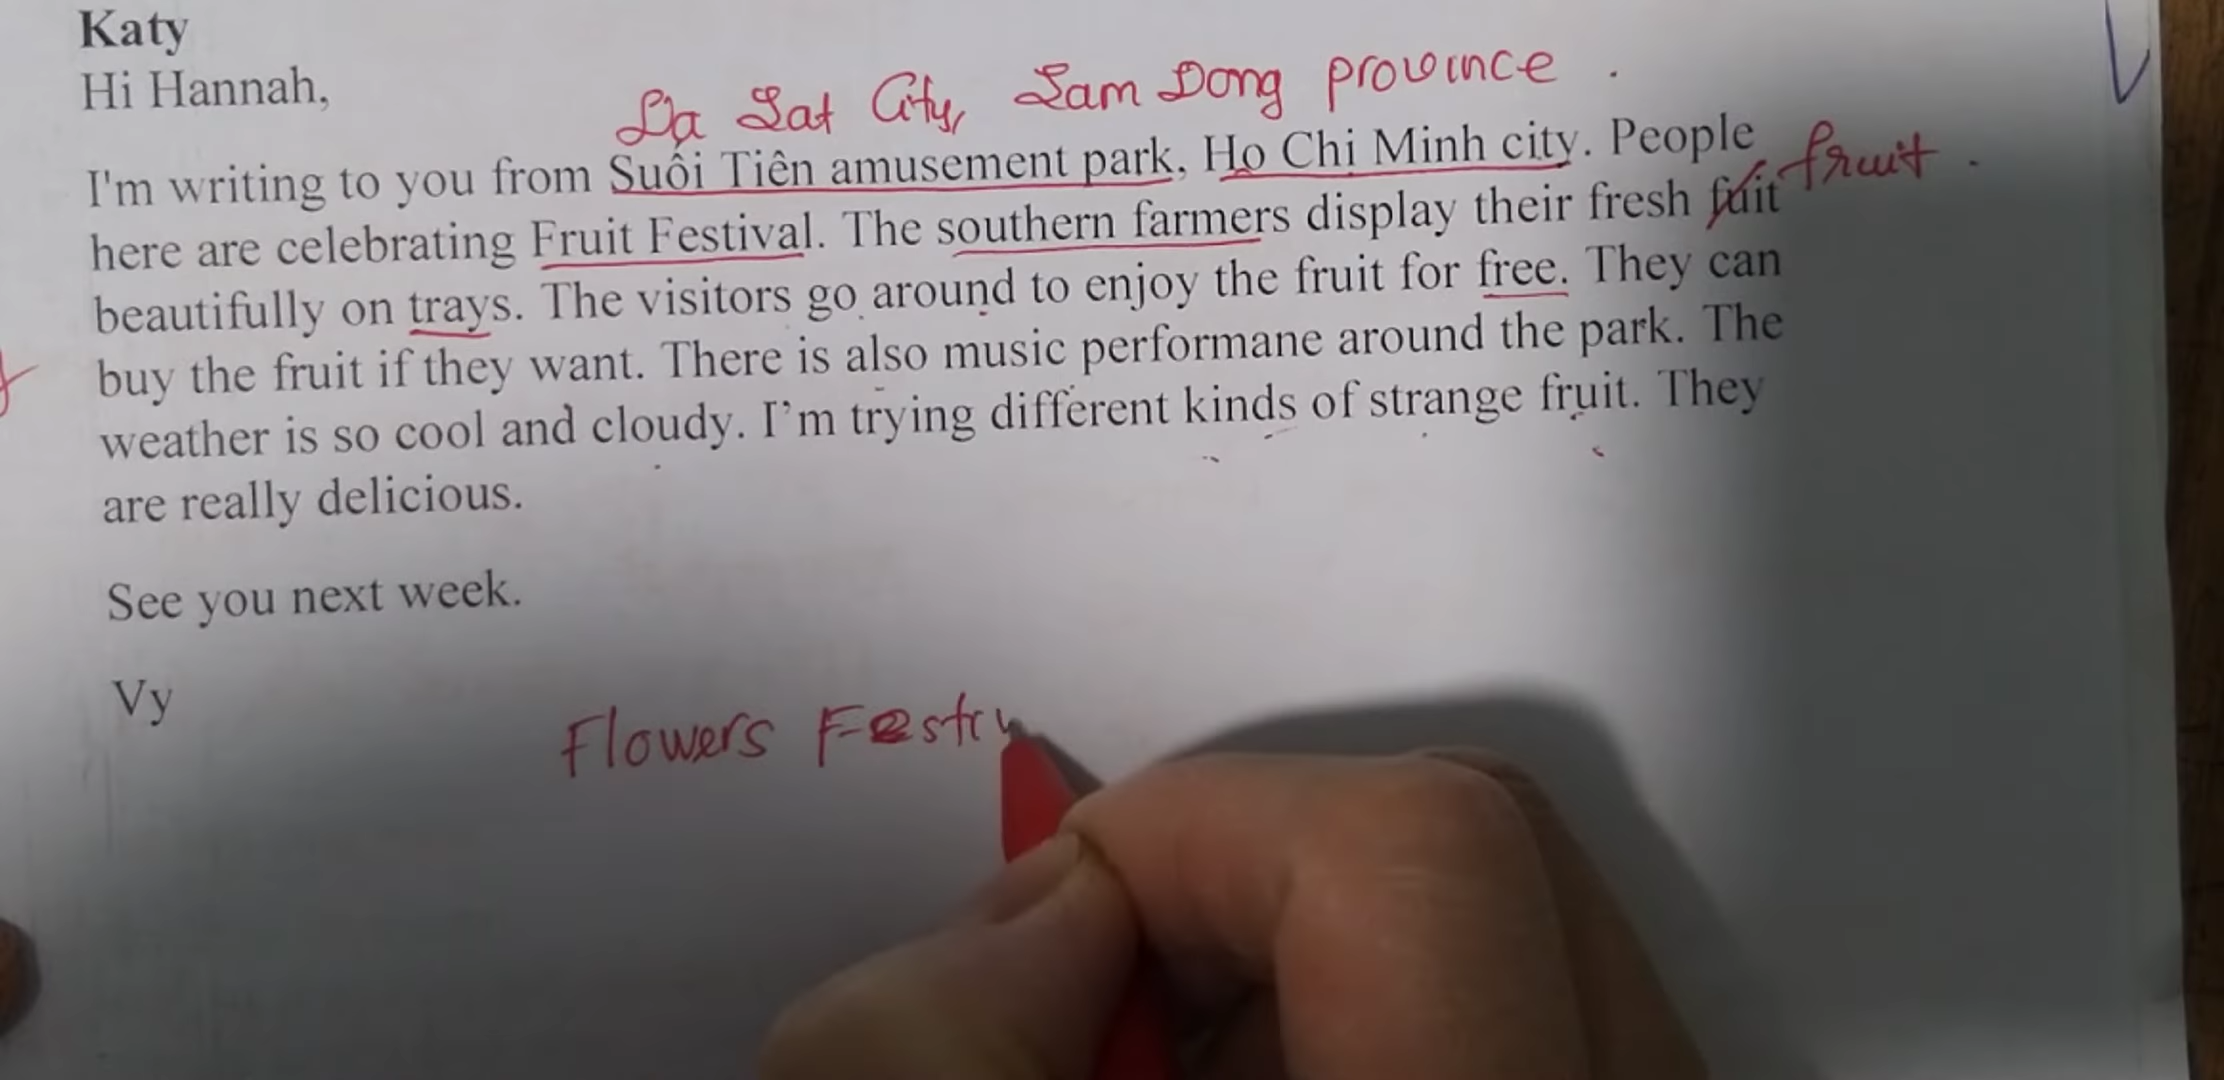 Katy
Hi Hannah,
Da Lat City, Lam Dong province.
I'm writing to you from Suối Tiên amusement park, Ho Chi Minh city. People
here are celebrating Fruit Festival. The southern farmers display their fresh fuit fruit.
beautifully on trays. The visitors go around to enjoy the fruit for free. They can
buy the fruit if they want. There is also music performane around the park. The
weather is so cool and cloudy. I'm trying different kinds of strange fruit. They
are really delicious.
See you next week.
Vy
Flowers Festiv